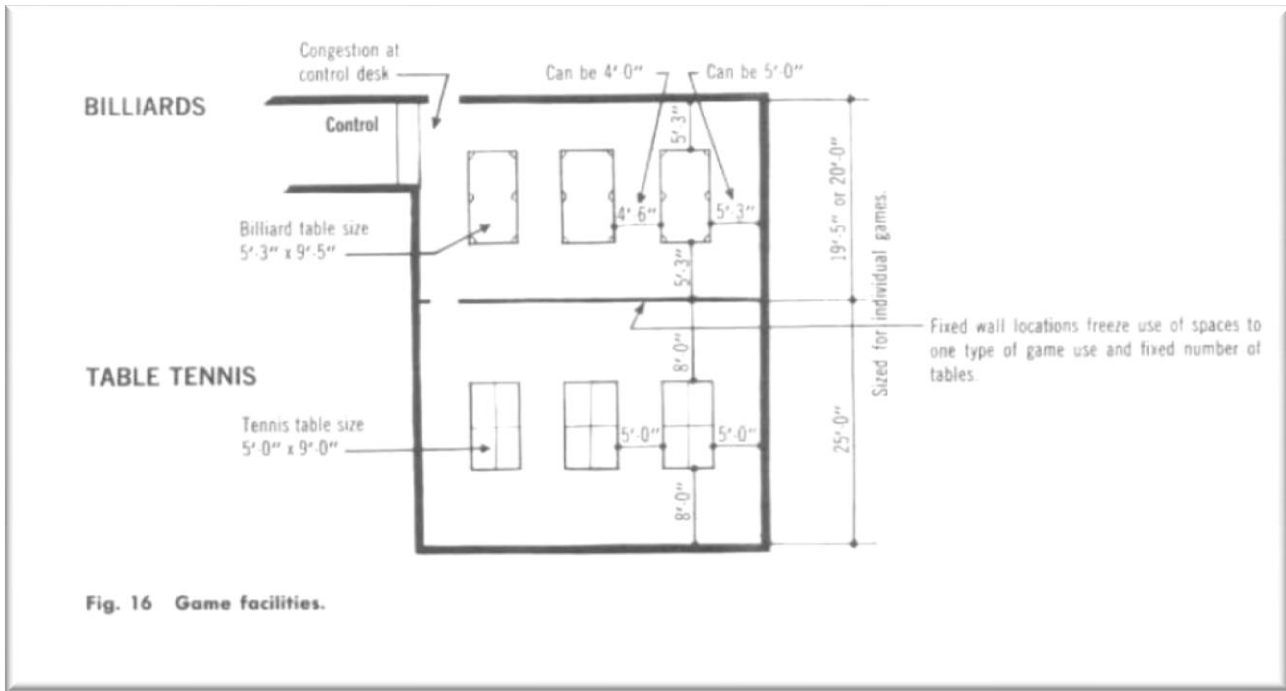 Congestion at
control desk
Can be 4'-0"
Can be 5'-0"
BILLIARDS
Control
5'-3"
4'-6"
5'-3"
Billiard table size
5'-3" x 9'-5"
5'-3"
19'-5" or 20'-0"
Sized for individual games.
Fixed wall locations freeze use of spaces to
one type of game use and fixed number of
tables.
TABLE TENNIS
8'-0"
Tennis table size
5'-0" x 9'-0"
5'-0"
5'-0"
8'-0"
25'-0"
Fig. 16 Game facilities.